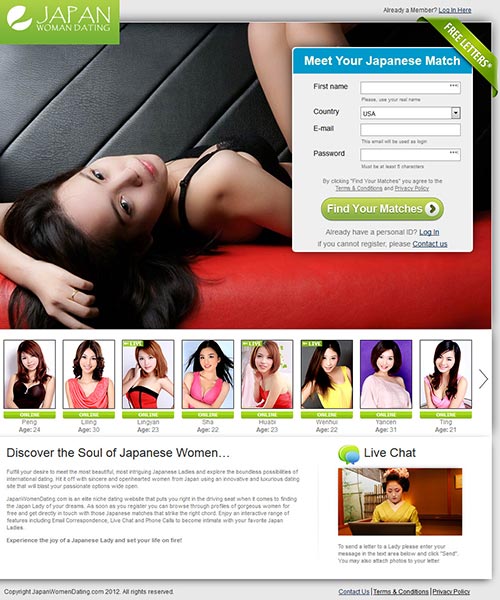 JAPAN
WOMAN DATING
Already a Member? Log In Here
FREE LETTERS*
Meet Your Japanese Match
First name
Please, use your real name
Country
USA
E-mail
This email will be used as login
Password
Must be at least 5 characters
By clicking "Find Your Matches" you agree to the
Terms & Conditions and Privacy Policy
Find Your Matches
Already have a personal ID? Log In
if you cannot register, please Contact us
LIVE LIVE LIVE
ONLINE ONLINE ONLINE ONLINE ONLINE ONLINE ONLINE ONLINE
Peng Liling Lingyan Sha Huabi Wenhui Yancen Ting
Age: 24 Age: 30 Age: 23 Age: 22 Age: 23 Age: 22 Age: 31 Age: 21
Discover the Soul of Japanese Women...
Fulfill your desire to meet the most beautiful, most intriguing Japanese Ladies and explore the boundless possibilities of
international dating. Hit it off with sincere and openhearted women from Japan using an innovative and luxurious dating
site that will blast your passionate options wide open.
JapanWomenDating.com is an elite niche dating website that puts you right in the driving seat when it comes to finding
the Japan Lady of your dreams. As soon as register you can browse through profiles of gorgeous women for
free and get directly in touch with those Japanese matches that strike the right chord. Enjoy an interactive range of
features including Email Correspondence, Live Chat and Phone Calls to become intimate with your favorite Japan
Ladies.
Experience the joy of a Japanese Lady and set your life on fire!
Live Chat
To send a letter to a Lady please enter your
message in the text area below and click "Send".
You may also attach photos to your letter!
Copyright JapanWomenDating.com 2012. All rights reserved.
Contact Us | Terms & Conditions | Privacy Policy